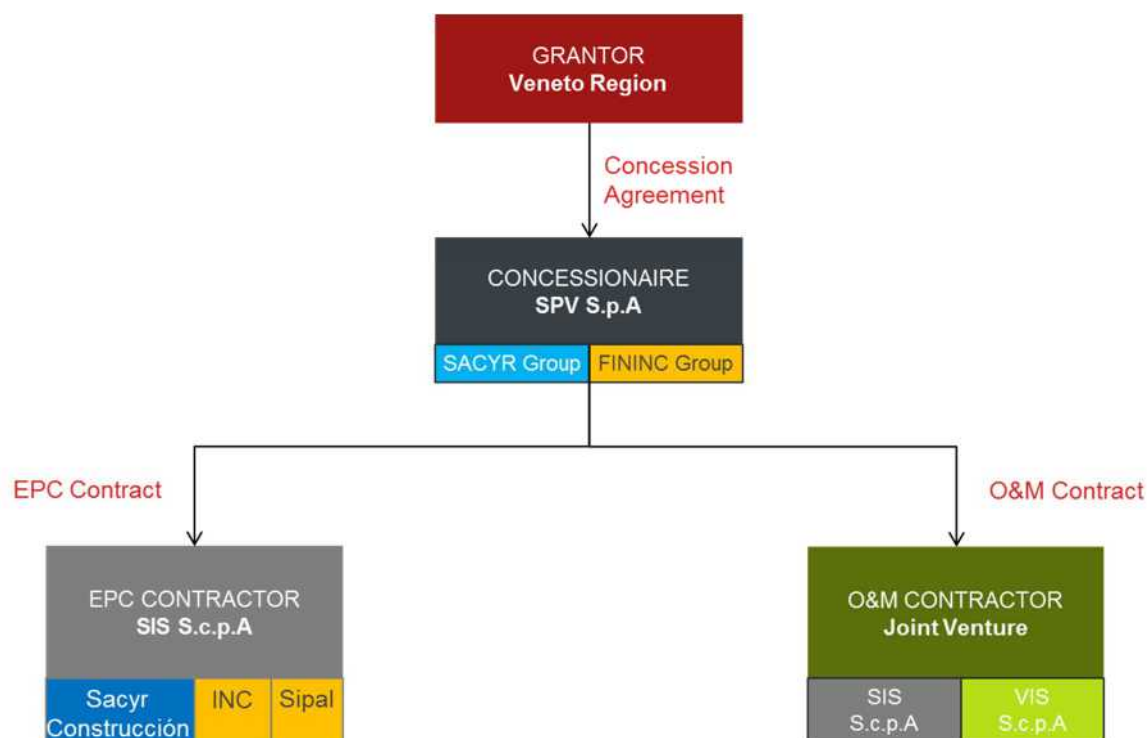 GRANTOR
Veneto Region
Concession
Agreement
CONCESSIONAIRE
SPV S.p.A
SACYR Group
FININC Group
EPC Contract
O&M Contract
EPC CONTRACTOR
SIS S.c.p.A
Sacyr
Construcción
INC
Sipal
O&M CONTRACTOR
Joint Venture
SIS
S.c.p.A
VIS
S.c.p.A